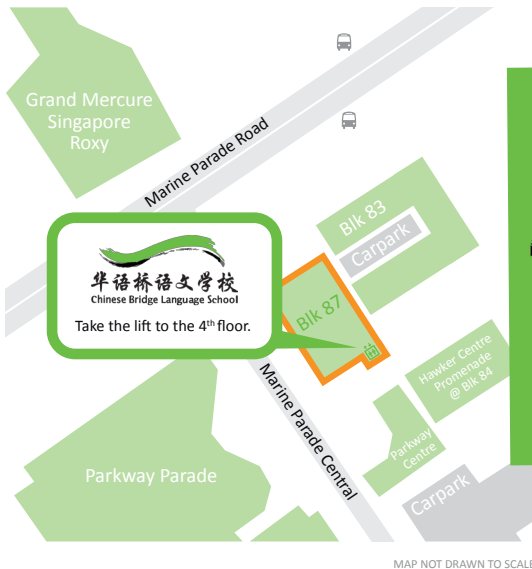 Grand Mercure
Singapore
Roxy
Marine Parade Road
华语桥语文学校
Chinese Bridge Language School
Take the lift to the 4th floor.
Blk 83
Carpark
Blk 87
Hawker Centre
Promenade
@ Blk 84
Marine Parade Central
Parkway
Centre
Parkway Parade
Carpark
MAP NOT DRAWN TO SCALE